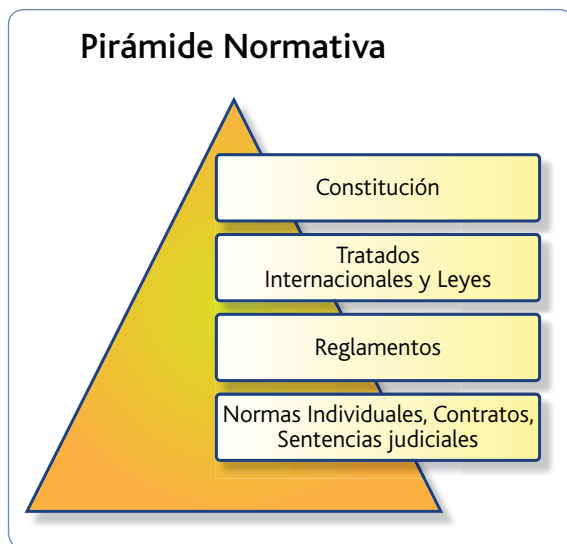 Pirámide Normativa
Constitución
Tratados
Internacionales y Leyes
Reglamentos
Normas Individuales, Contratos,
Sentencias judiciales